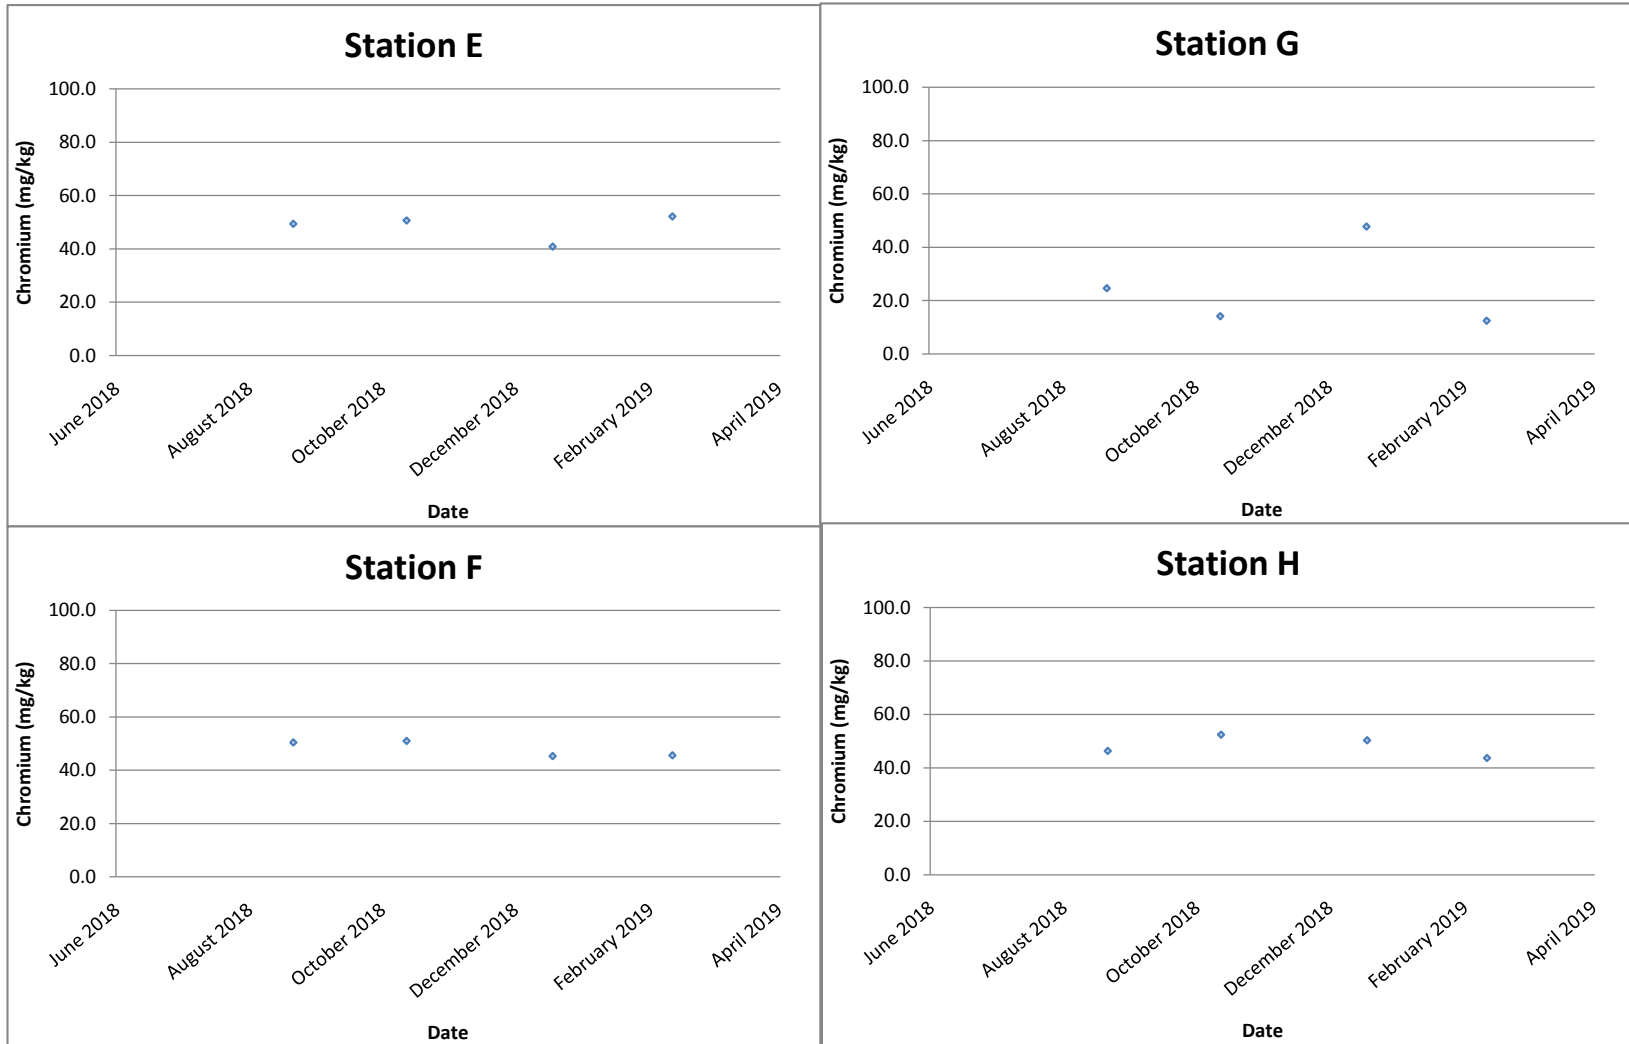 Station E
100.0
80.0
60.0
40.0
20.0
0.0
Chromium (mg/kg)
June 2018
August 2018
October 2018
December 2018
February 2019
April 2019
Date
Station G
100.0
80.0
60.0
40.0
20.0
0.0
Chromium (mg/kg)
June 2018
August 2018
October 2018
December 2018
February 2019
April 2019
Date
Station F
100.0
80.0
60.0
40.0
20.0
0.0
Chromium (mg/kg)
June 2018
August 2018
October 2018
December 2018
February 2019
April 2019
Date
Station H
100.0
80.0
60.0
40.0
20.0
0.0
Chromium (mg/kg)
June 2018
August 2018
October 2018
December 2018
February 2019
April 2019
Date